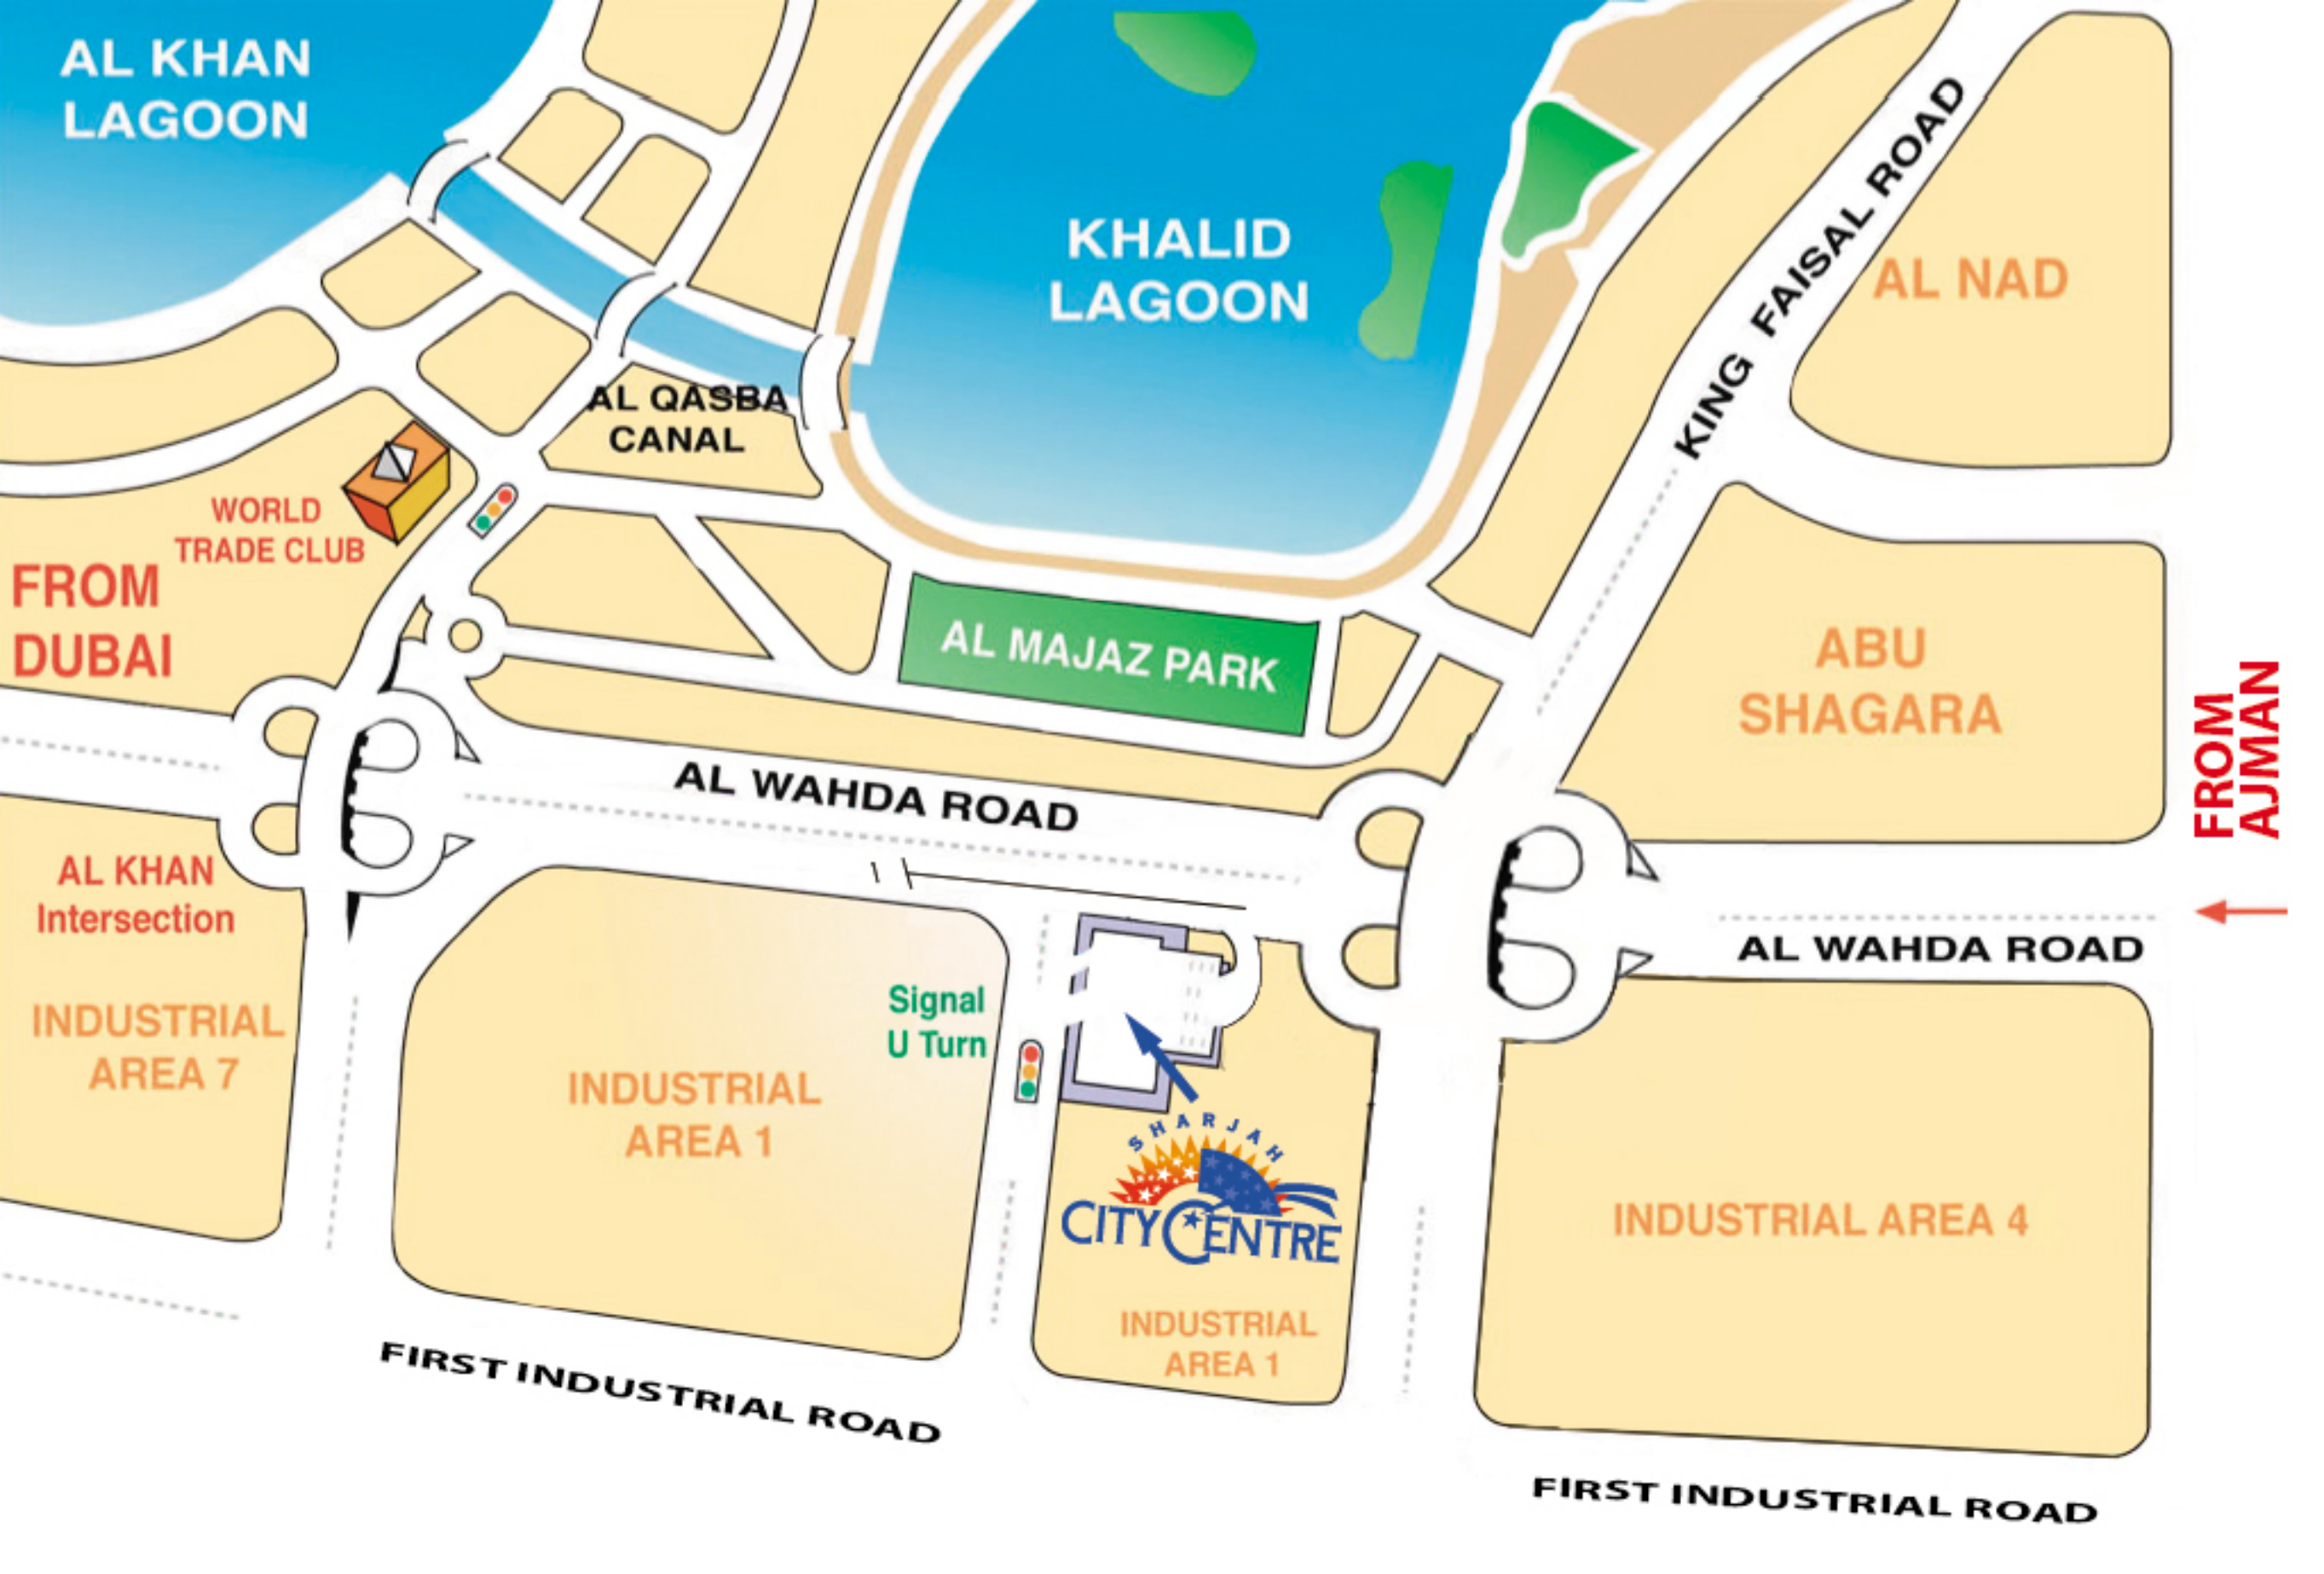 AL KHAN
LAGOON
KHALID
LAGOON
KING FAISAL ROAD
AL NAD
AL QASBA
CANAL
WORLD
TRADE CLUB
FROM
DUBAI
AL MAJAZ PARK
ABU
SHAGARA
FROM
AJMAN
AL WAHDA ROAD
AL WAHDA ROAD
AL KHAN
Intersection
INDUSTRIAL
AREA 7
Signal
U Turn
INDUSTRIAL
AREA 1
SHARJAH
CITY CENTRE
INDUSTRIAL
AREA 1
INDUSTRIAL AREA 4
FIRST INDUSTRIAL ROAD
FIRST INDUSTRIAL ROAD